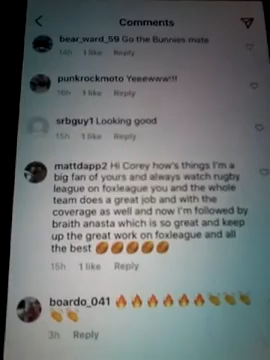 Comments
bear_ward_59 Go the Bunnies mate
14h 1 like Reply
punkrockmoto Yeeewww!!!
16h 1 like Reply
srbguy1 Looking good
15h 1 like Reply
mattdapp2 Hi Corey how's things I'm a
big fan of yours and always watch rugby
league on foxleague you and the whole
team does a great job and with the
coverage as well and now I'm followed by
braith anasta which is so great and keep
up the great work on foxleague and all
the best 🏉🏉🏉🏉🏉
15h 1 like Reply
boardo_041 🔥🔥🔥🔥🔥🔥👏👏👏
👏👏
3h Reply